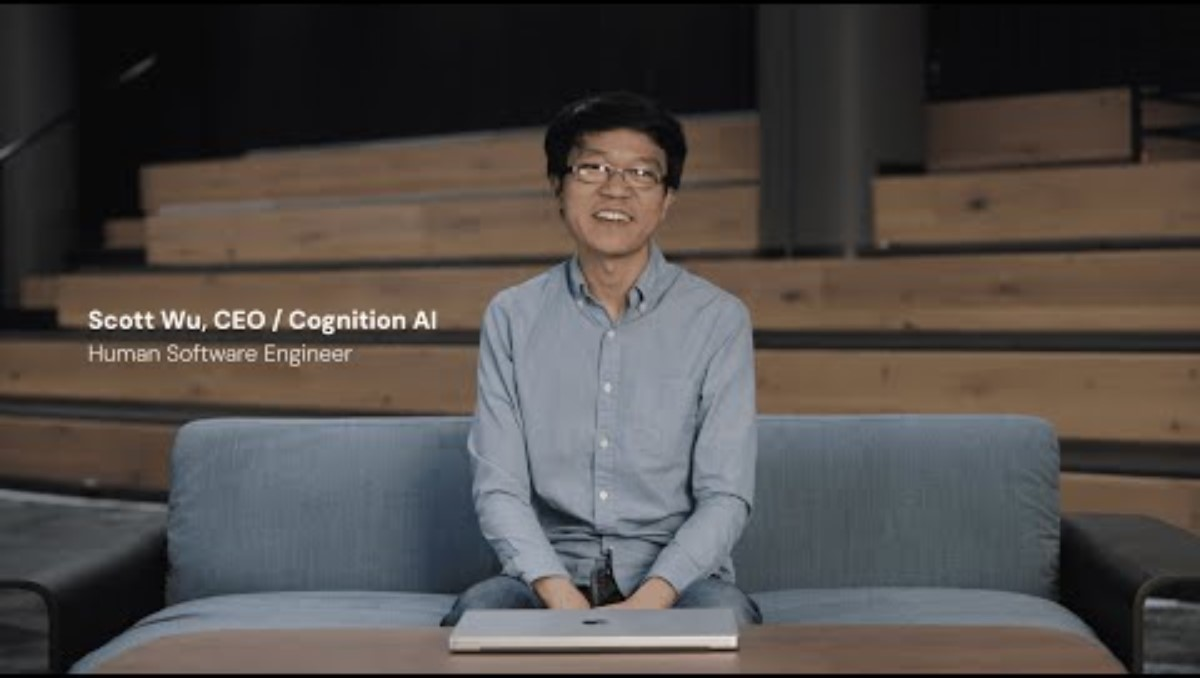 Scott Wu, CEO / Cognition AI
Human Software Engineer